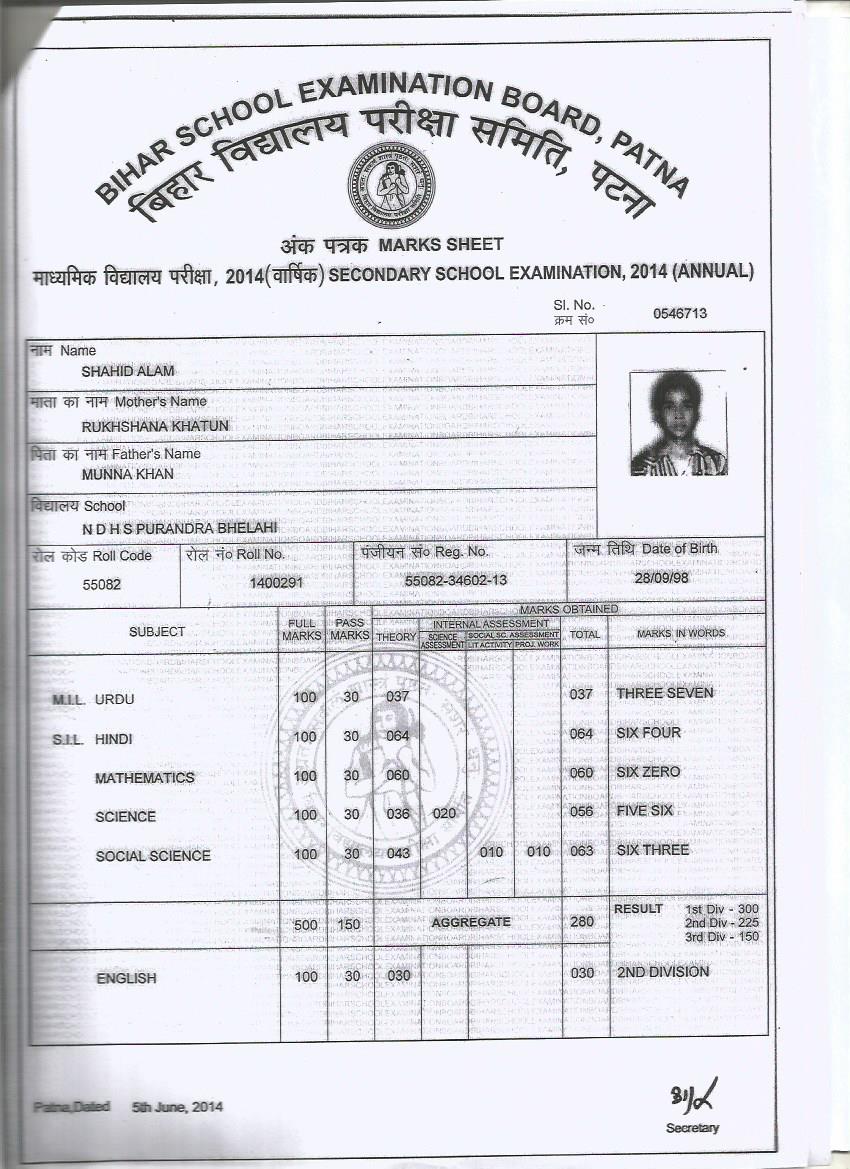 BIHAR SCHOOL EXAMINATION BOARD, PATNA
बिहार विद्यालय परीक्षा समिति, पटना
अंक पत्रक MARKS SHEET
माध्यमिक विद्यालय परीक्षा, 2014(वार्षिक) SECONDARY SCHOOL EXAMINATION, 2014 (ANNUAL)
Sl. No. 0546713
क्रम सं०
नाम Name
SHAHID ALAM
माता का नाम Mother's Name
RUKHSHANA KHATUN
पिता का नाम Father's Name
MUNNA KHAN
विद्यालय School
N D H S PURANDRA BHELAHI
रोल कोड Roll Code रोल नं० Roll No. पंजीयन सं० Reg. No. जन्म तिथि Date of Birth
55082 1400291 55082-34602-13 28/09/98
MARKS OBTAINED
SUBJECT FULL MARKS PASS MARKS THEORY INTERNAL ASSESSMENT TOTAL MARKS IN WORDS
SCIENCE ASSESSMENT SOCIAL SC. ASSESSMENT
LIT ACTIVITY PROJ. WORK
M.I.L. URDU 100 30 037 037 THREE SEVEN
S.I.L. HINDI 100 30 064 064 SIX FOUR
MATHEMATICS 100 30 060 060 SIX ZERO
SCIENCE 100 30 036 020 056 FIVE SIX
SOCIAL SCIENCE 100 30 043 010 010 063 SIX THREE
500 150 AGGREGATE 280 RESULT 1st Div - 300
2nd Div - 225
3rd Div - 150
ENGLISH 100 30 030 030 2ND DIVISION
Patna,Dated 5th June, 2014
Secretary